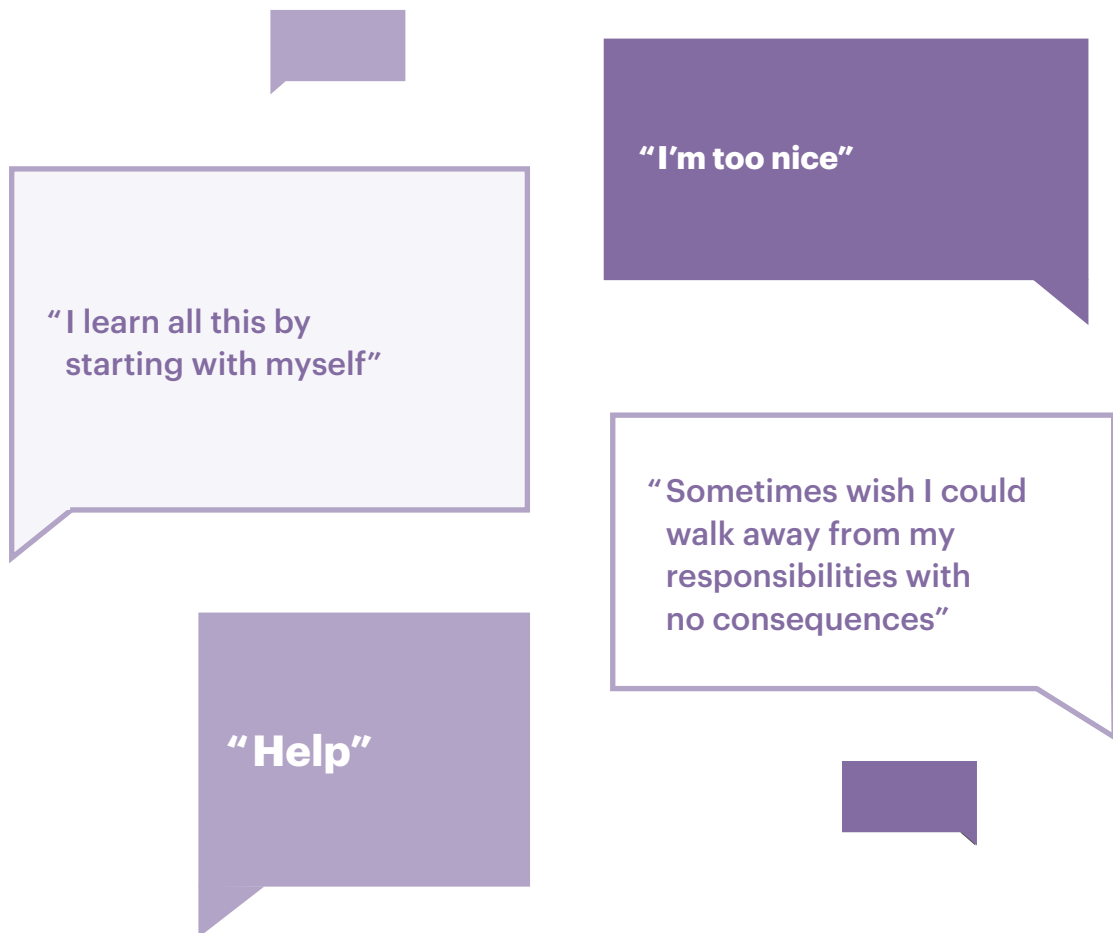 “I'm too nice”
“I learn all this by
starting with myself”
“Sometimes wish I could
walk away from my
responsibilities with
no consequences”
“Help”